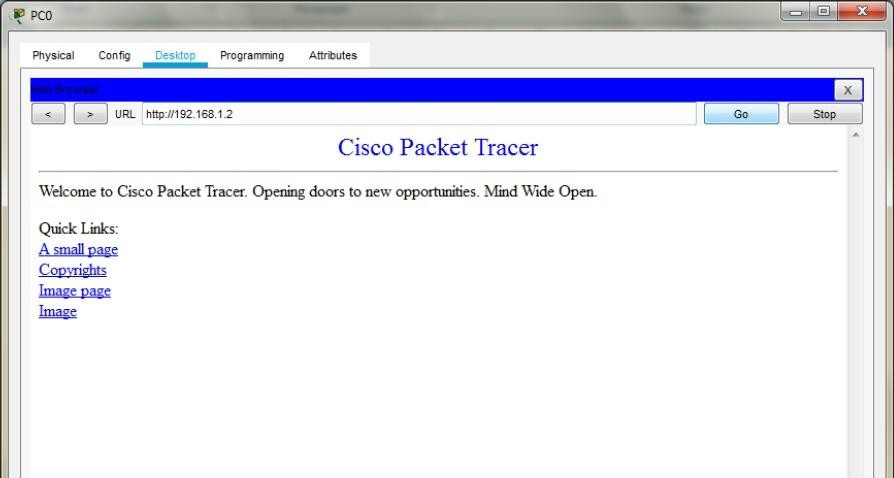 PC0
Physical Config Desktop Programming Attributes
Web Browser X
< > URL http://192.168.1.2 Go Stop
Cisco Packet Tracer
Welcome to Cisco Packet Tracer. Opening doors to new opportunities. Mind Wide Open.
Quick Links:
A small page
Copyrights
Image page
Image